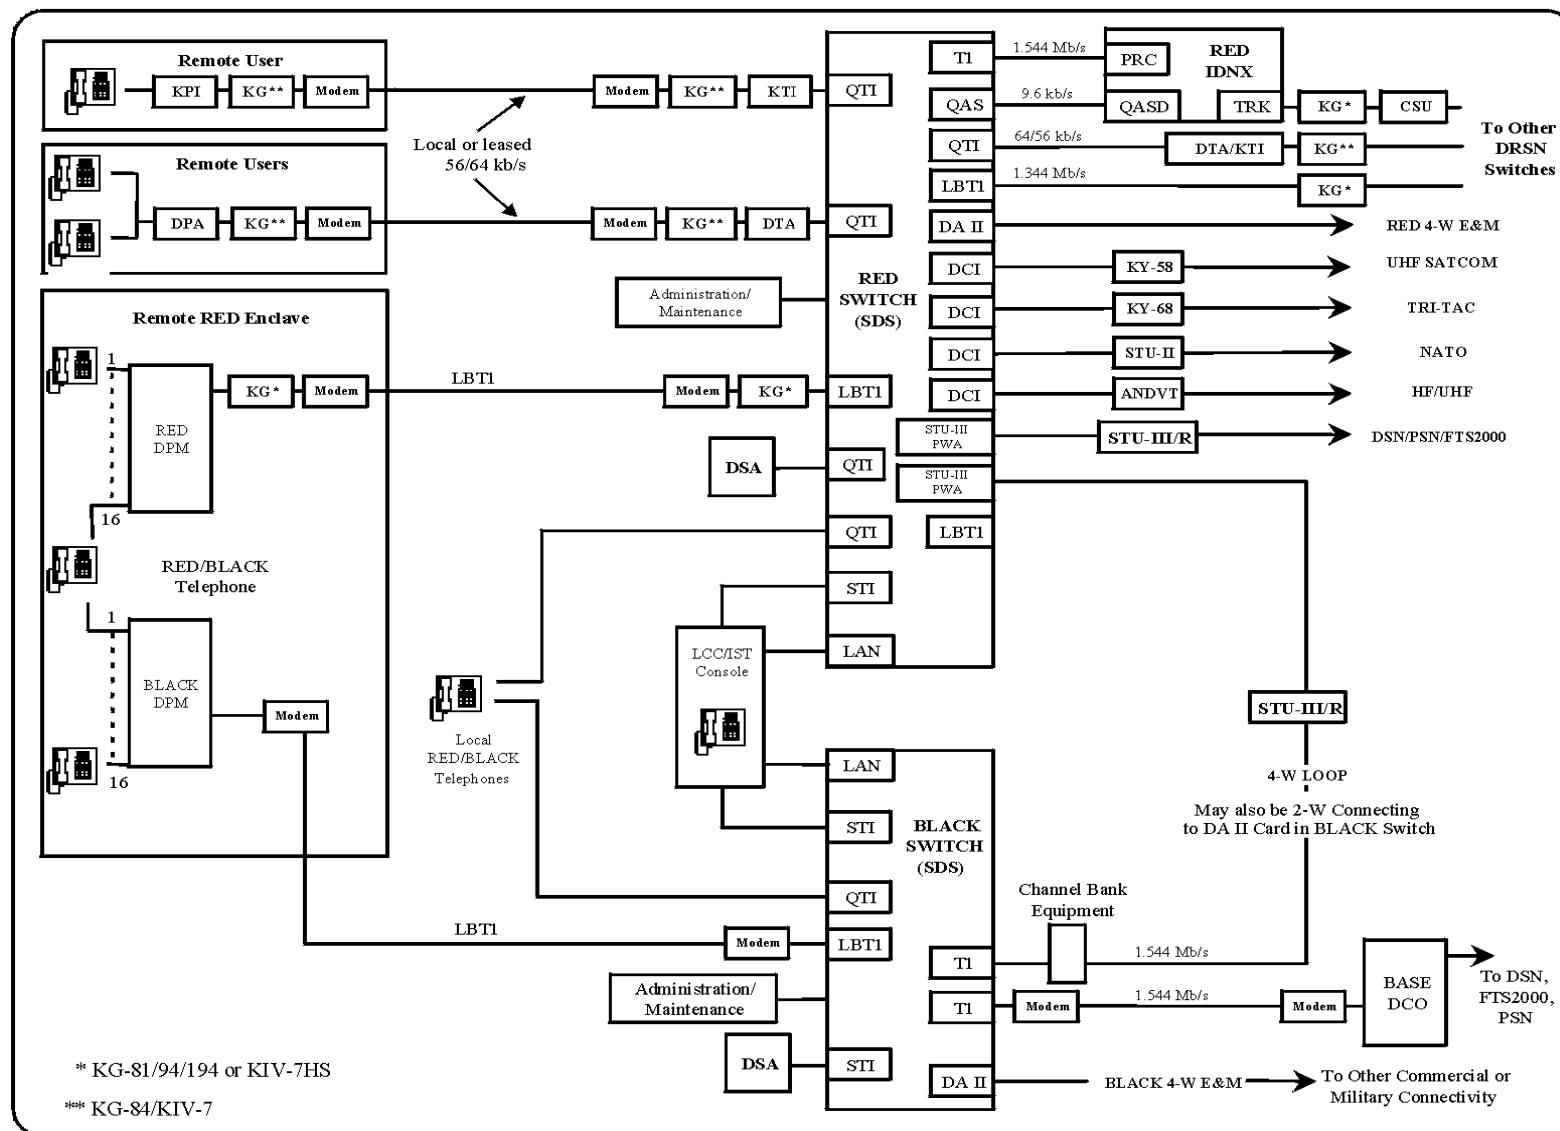 Remote User
KPI
KG**
Modem
Modem
KG**
KTI
QTI
Local or leased
56/64 kb/s
Remote Users
DPA
KG**
Modem
Modem
KG**
DTA
QTI
Administration/
Maintenance
RED
SWITCH
(SDS)
Remote RED Enclave
1
RED
DPM
16
KG*
Modem
LBT1
Modem
KG*
LBT1
DSA
QTI
QTI
STI
LAN
RED/BLACK
Telephone
1
BLACK
DPM
16
Modem
Local
RED/BLACK
Telephones
LCC/IST
Console
T1
1.544 Mb/s
PRC
RED
IDNX
QAS
9.6 kb/s
QASD
TRK
KG*
CSU
QTI
64/56 kb/s
DTA/KTI
KG**
To Other
DRSN
Switches
LBT1
1.344 Mb/s
KG*
DA II
RED 4-W E&M
DCI
KY-58
UHF SATCOM
DCI
KY-68
TRI-TAC
DCI
STU-II
NATO
DCI
ANDVT
HF/UHF
STU-III
PWA
STU-III/R
DSN/PSN/FTS2000
STU-III
PWA
LBT1
STU-III/R
4-W LOOP
May also be 2-W Connecting
to DA II Card in BLACK Switch
LAN
STI
BLACK
SWITCH
(SDS)
QTI
LBT1
Modem
LBT1
Administration/
Maintenance
DSA
STI
Channel Bank
Equipment
T1
1.544 Mb/s
T1
Modem
1.544 Mb/s
Modem
BASE
DCO
To DSN,
FTS2000,
PSN
DA II
BLACK 4-W E&M
To Other Commercial or
Military Connectivity
* KG-81/94/194 or KIV-7HS
** KG-84/KIV-7